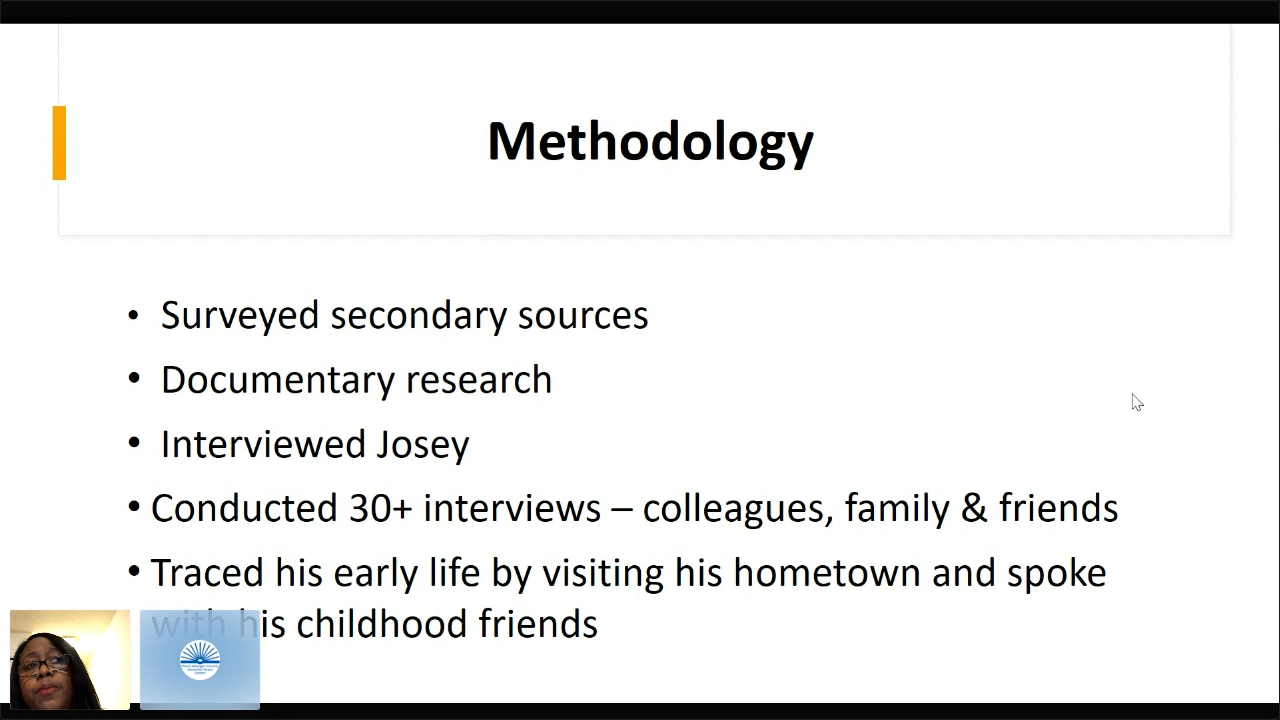 Methodology
• Surveyed secondary sources
• Documentary research
• Interviewed Josey
• Conducted 30+ interviews – colleagues, family & friends
• Traced his early life by visiting his hometown and spoke
with his childhood friends